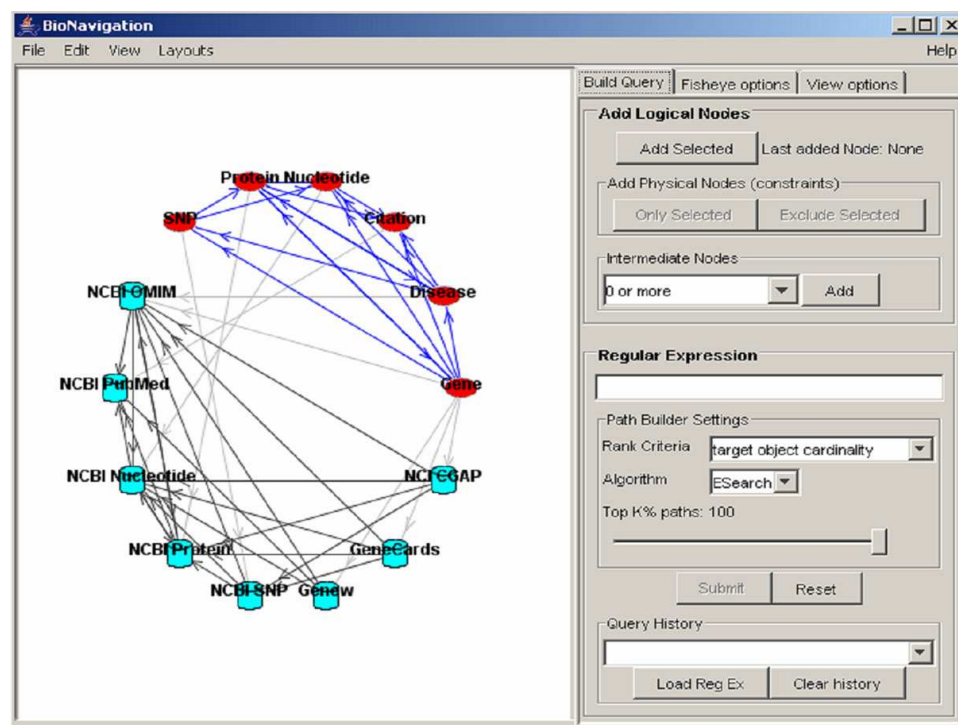 BioNavigation
File Edit View Layouts Help
Build Query Fisheye options View options
Add Logical Nodes
Add Selected Last added Node: None
Add Physical Nodes (constraints)
Only Selected Exclude Selected
Intermediate Nodes
0 or more Add
Regular Expression
Path Builder Settings
Rank Criteria target object cardinality
Algorithm ESearch
Top K% paths: 100
Submit Reset
Query History
Load Reg Ex Clear history
Protein Nucleotide
SNP Citation
NCBI OMIM Disease
NCBI PubMed Gene
NCBI Nucleotide NCI CGAP
NCBI Protein GeneCards
NCBI SNP Genew